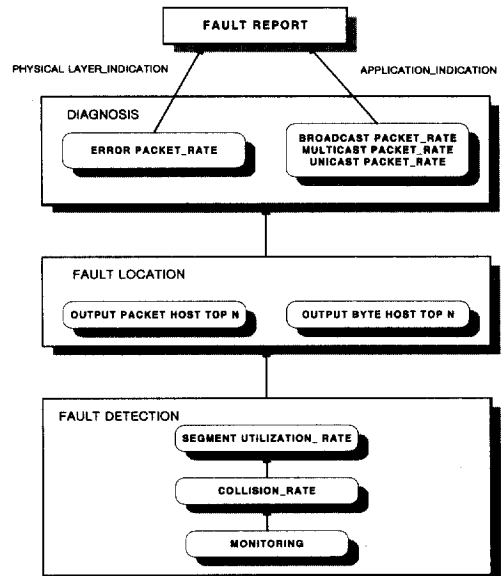 FAULT REPORT
PHYSICAL LAYER_INDICATION
APPLICATION_INDICATION
DIAGNOSIS
ERROR PACKET_RATE
BROADCAST PACKET_RATE
MULTICAST PACKET_RATE
UNICAST PACKET_RATE
FAULT LOCATION
OUTPUT PACKET HOST TOP N
OUTPUT BYTE HOST TOP N
FAULT DETECTION
SEGMENT UTILIZATION_ RATE
COLLISION_RATE
MONITORING